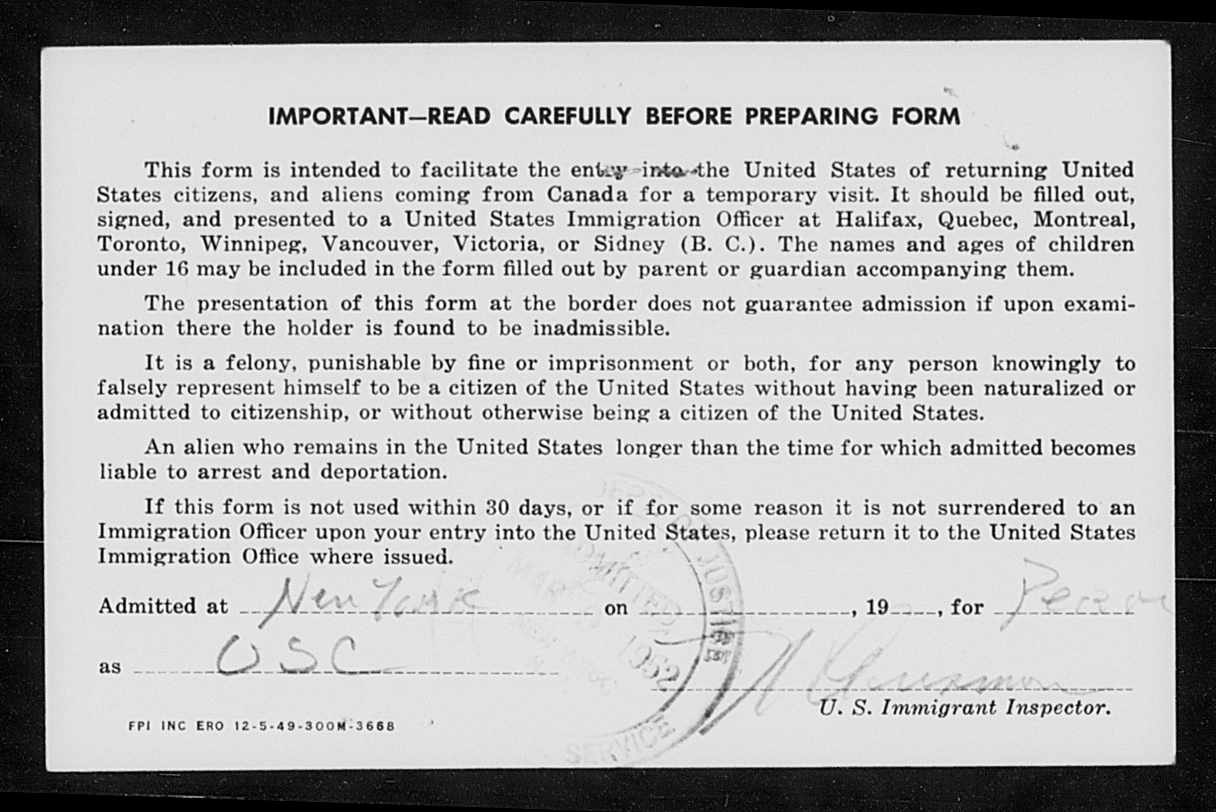 IMPORTANT—READ CAREFULLY BEFORE PREPARING FORM
This form is intended to facilitate the entry into the United States of returning United
States citizens, and aliens coming from Canada for a temporary visit. It should be filled out,
signed, and presented to a United States Immigration Officer at Halifax, Quebec, Montreal,
Toronto, Winnipeg, Vancouver, Victoria, or Sidney (B. C.). The names and ages of children
under 16 may be included in the form filled out by parent or guardian accompanying them.
The presentation of this form at the border does not guarantee admission if upon exami-
nation there the holder is found to be inadmissible.
It is a felony, punishable by fine or imprisonment or both, for any person knowingly to
falsely represent himself to be a citizen of the United States without having been naturalized or
admitted to citizenship, or without otherwise being a citizen of the United States.
An alien who remains in the United States longer than the time for which admitted becomes
liable to arrest and deportation.
If this form is not used within 30 days, or if for some reason it is not surrendered to an
Immigration Officer upon your entry into the United States, please return it to the United States
Immigration Office where issued.
Admitted at New York on , 19 , for
as USC
OF JUSTICE
ADMITTED
MAR 1952
SERVICE
U. S. Immigrant Inspector.
FPI INC ERO 12-5-49-300M-3668